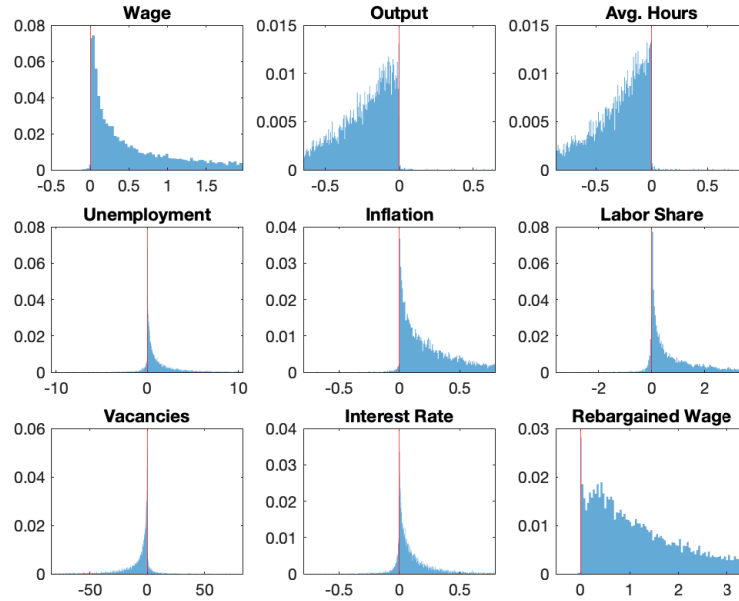 Wage
0.08
0.06
0.04
0.02
0
-0.5 0 0.5 1 1.5
Output
0.015
0.01
0.005
0
-0.5 0 0.5
Avg. Hours
0.015
0.01
0.005
0
-0.5 0 0.5
Unemployment
0.08
0.06
0.04
0.02
0
-10 0 10
Inflation
0.04
0.03
0.02
0.01
0
-0.5 0 0.5
Labor Share
0.08
0.06
0.04
0.02
0
-2 0 2
Vacancies
0.06
0.04
0.02
0
-50 0 50
Interest Rate
0.04
0.03
0.02
0.01
0
-0.5 0 0.5
Rebargained Wage
0.03
0.02
0.01
0
0 1 2 3